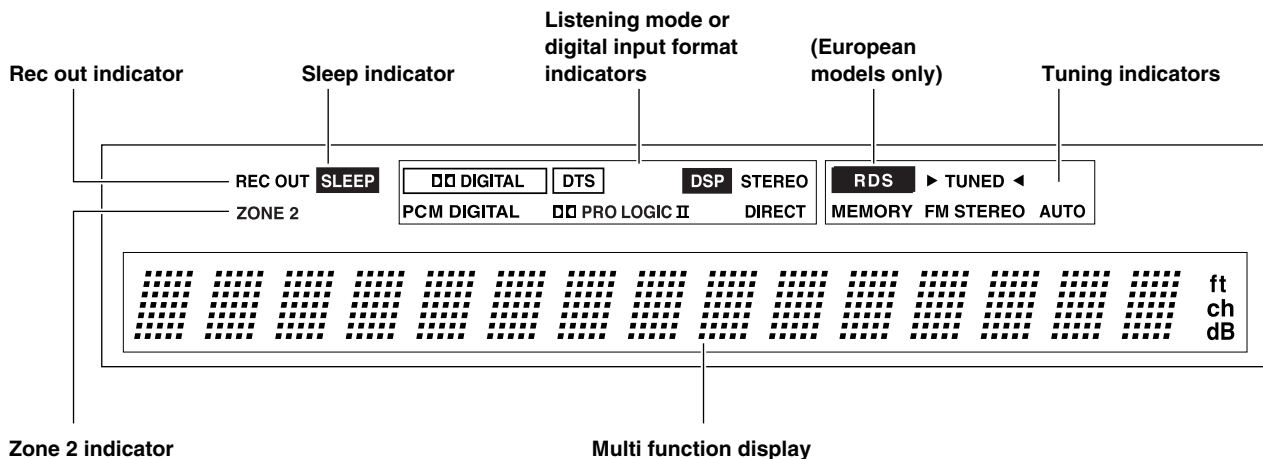 Listening mode or
digital input format
indicators
(European
models only)
Rec out indicator
Sleep indicator
Tuning indicators
REC OUT SLEEP DIGITAL DTS DSP STEREO RDS ► TUNED ◄
ZONE 2 PCM DIGITAL PRO LOGIC II DIRECT MEMORY FM STEREO AUTO
ft
ch
dB
Zone 2 indicator
Multi function display